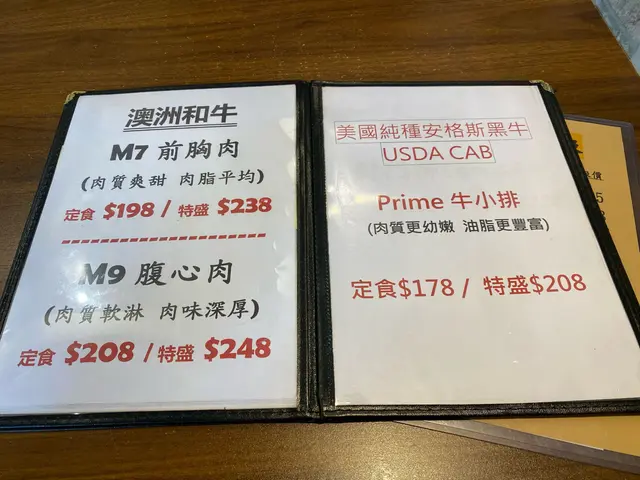 澳洲和牛
M7 前胸肉
(肉質爽甜 肉脂平均)
定食 $198 / 特盛 $238
M9 腹心肉
(肉質軟淋 肉味深厚)
定食 $208 / 特盛 $248
美國純種安格斯黑牛
USDA CAB
Prime 牛小排
(肉質更幼嫩 油脂更豐富)
定食$178 / 特盛$208